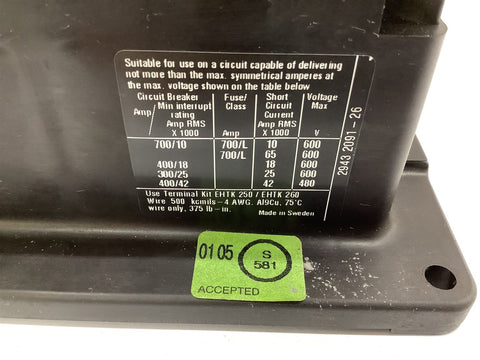 Suitable for use on a circuit capable of delivering
not more than the max. symmetrical amperes at
the max. voltage shown on the table below
Circuit Breaker Fuse/ Short Voltage
Amp/ Min interrupt rating Class Circuit Current Max
Amp RMS X 1000 Amp Amp RMS X 1000 V
700/10 700/L 10 600
700/L 65 600
400/18 18 600
300/25 25 600
400/42 42 480
Use Terminal Kit EHTK 250 / EHTK 260
Wire 500 kcmils-4 AWG. Al9Cu, 75°C
wire only, 375 lb-in. Made in Sweden
2943 2091-26
01 05 S
581
ACCEPTED